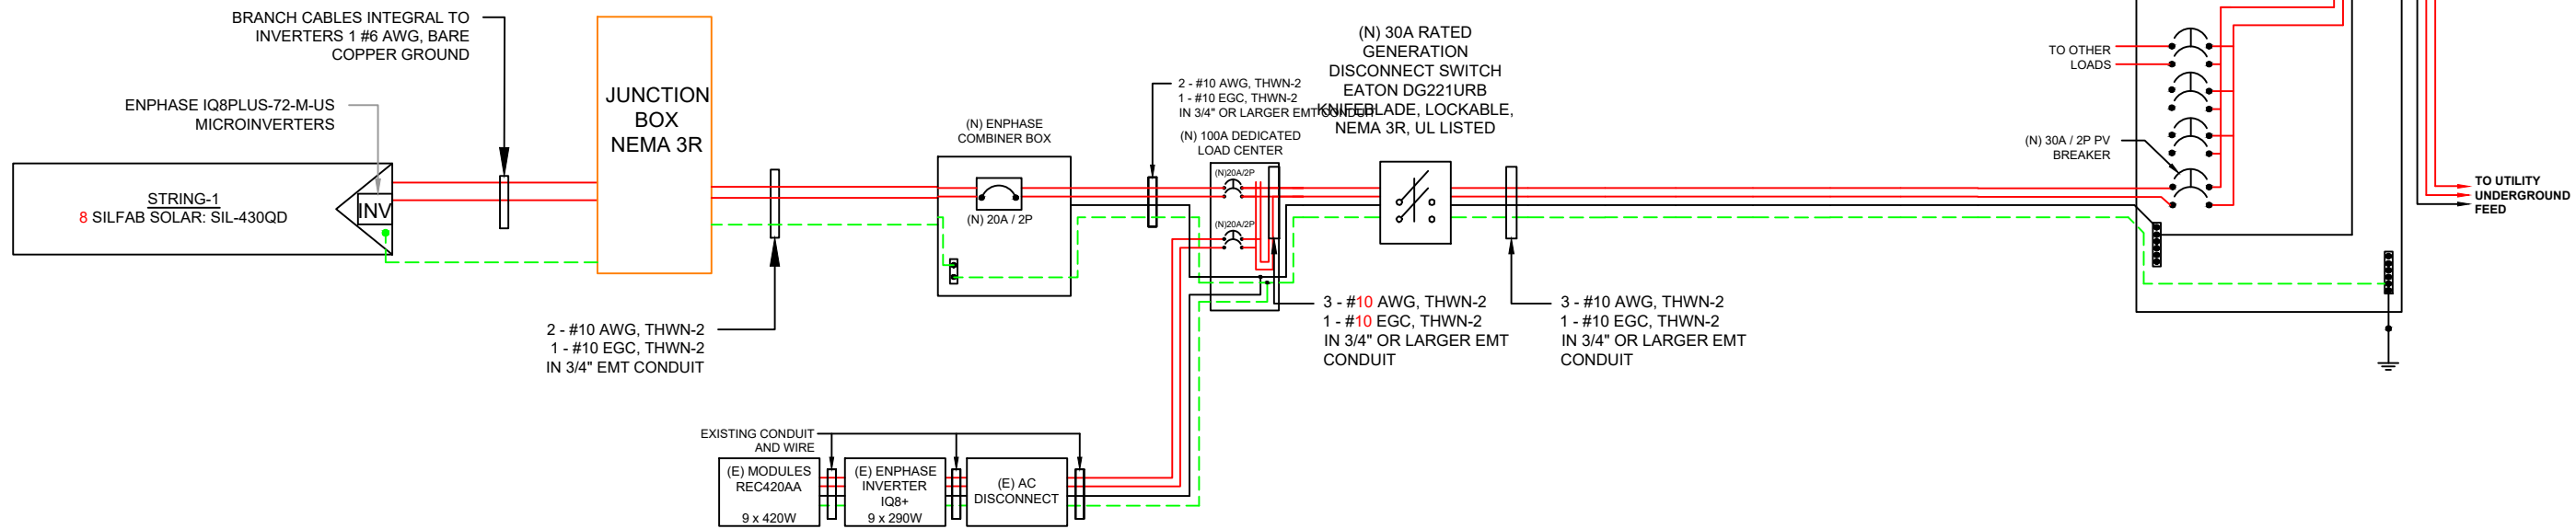 BRANCH CABLES INTEGRAL TO
INVERTERS 1 #6 AWG, BARE
COPPER GROUND
ENPHASE IQ8PLUS-72-M-US
MICROINVERTERS
STRING-1
8 SILFAB SOLAR: SIL-430QD
INV
JUNCTION
BOX
NEMA 3R
2 - #10 AWG, THWN-2
1 - #10 EGC, THWN-2
IN 3/4" EMT CONDUIT
(N) ENPHASE
COMBINER BOX
(N) 20A / 2P
2 - #10 AWG, THWN-2
1 - #10 EGC, THWN-2
IN 3/4" OR LARGER EMT CONDUIT
(N) 100A DEDICATED
LOAD CENTER
(N)20A/2P
(N)20A/2P
(N) 30A RATED
GENERATION
DISCONNECT SWITCH
EATON DG221URB
KNIFEBLADE, LOCKABLE,
NEMA 3R, UL LISTED
3 - #10 AWG, THWN-2
1 - #10 EGC, THWN-2
IN 3/4" OR LARGER EMT
CONDUIT
3 - #10 AWG, THWN-2
1 - #10 EGC, THWN-2
IN 3/4" OR LARGER EMT
CONDUIT
TO OTHER
LOADS
(N) 30A / 2P PV
BREAKER
TO UTILITY
UNDERGROUND
FEED
EXISTING CONDUIT
AND WIRE
(E) MODULES
REC420AA
9 x 420W
(E) ENPHASE
INVERTER
IQ8+
9 x 290W
(E) AC
DISCONNECT